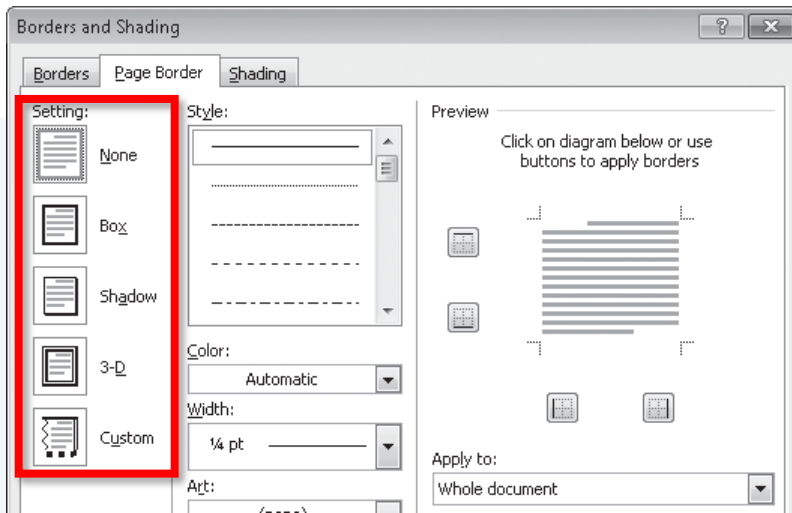 Borders and Shading
Borders
Page Border
Shading
Setting:
None
Box
Shadow
3-D
Custom
Style:
Color:
Automatic
Width:
¼ pt
Art:
(none)
Preview
Click on diagram below or use
buttons to apply borders
Apply to:
Whole document